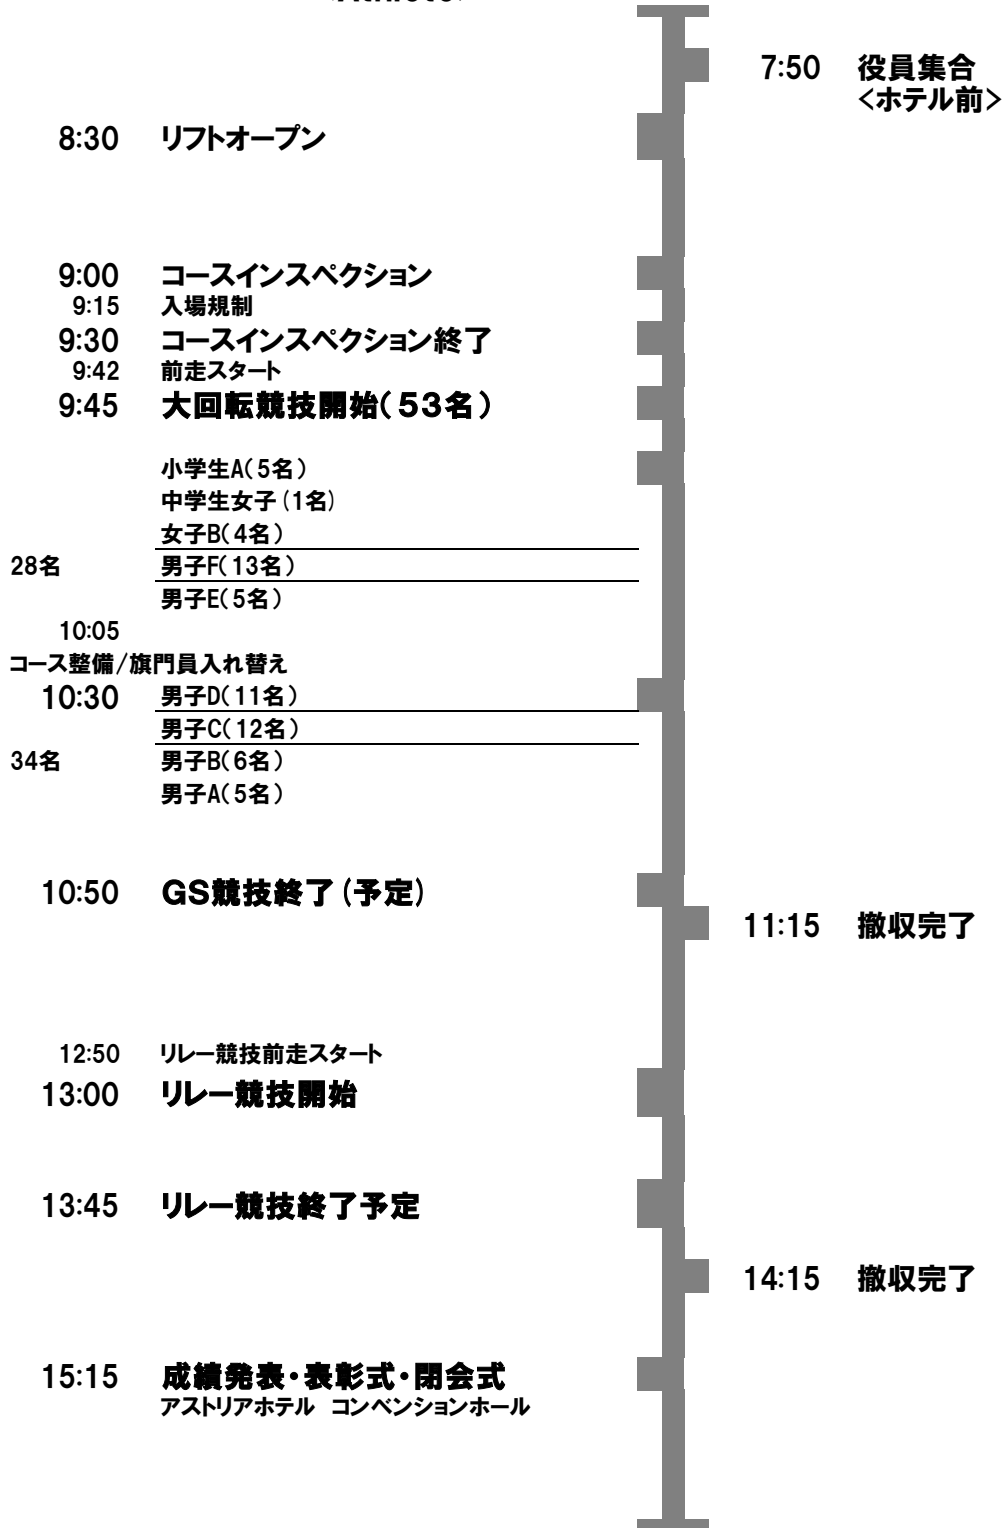 7:50 役員集合
<ホテル前>
8:30 リフトオープン
9:00 コースインスペクション
9:15 入場規制
9:30 コースインスペクション終了
9:42 前走スタート
9:45 大回転競技開始(53名)
小学生A(5名)
中学生女子(1名)
女子B(4名)
28名 男子F(13名)
男子E(5名)
10:05
コース整備/旗門員入れ替え
10:30 男子D(11名)
男子C(12名)
34名 男子B(6名)
男子A(5名)
10:50 GS競技終了(予定)
11:15 撤収完了
12:50 リレー競技前走スタート
13:00 リレー競技開始
13:45 リレー競技終了予定
14:15 撤収完了
15:15 成績発表・表彰式・閉会式
アストリアホテル コンベンションホール